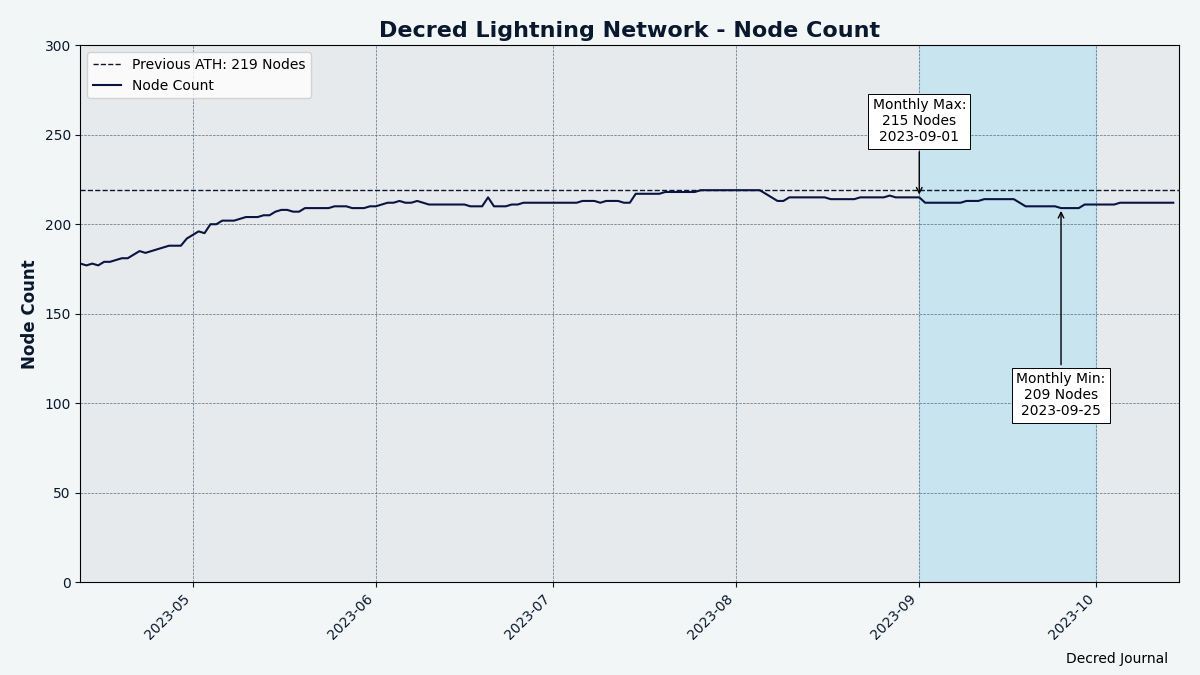 Decred Lightning Network - Node Count
Previous ATH: 219 Nodes
Node Count
Monthly Max:
215 Nodes
2023-09-01
Monthly Min:
209 Nodes
2023-09-25
Node Count
300
250
200
150
100
50
0
2023-05
2023-06
2023-07
2023-08
2023-09
2023-10
Decred Journal